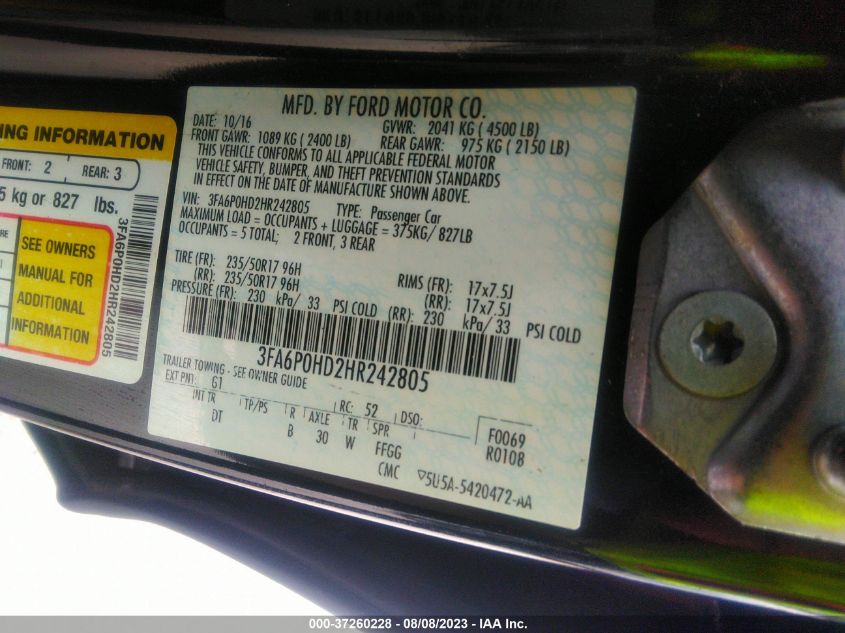 NG INFORMATION
FRONT: 2
REAR: 3
5 kg or 827 lbs.
SEE OWNERS
MANUAL FOR
ADDITIONAL
INFORMATION
3FA6P0HD2HR242805
MFD. BY FORD MOTOR CO.
DATE: 10/16 GVWR: 2041 KG ( 4500 LB)
FRONT GAWR: 1089 KG ( 2400 LB) REAR GAWR: 975 KG ( 2150 LB)
THIS VEHICLE CONFORMS TO ALL APPLICABLE FEDERAL MOTOR
VEHICLE SAFETY, BUMPER, AND THEFT PREVENTION STANDARDS
IN EFFECT ON THE DATE OF MANUFACTURE SHOWN ABOVE.
VIN: 3FA6P0HD2HR242805 TYPE: Passenger Car
MAXIMUM LOAD = OCCUPANTS + LUGGAGE = 375KG/ 827LB
OCCUPANTS = 5 TOTAL; 2 FRONT, 3 REAR
TIRE (FR): 235/50R17 96H RIMS (FR): 17x7.5J
(RR): 235/50R17 96H (RR): 17x7.5J
PRESSURE (FR): 230 kPa/ 33 PSI COLD (RR): 230 kPa/ 33 PSI COLD
3FA6P0HD2HR242805
TRAILER TOWING - SEE OWNER GUIDE
EXT PNT: G1 RC: 52 DSO:
INT TR TP/PS R AXLE TR SPR F0069
DT B 30 W FFGG R0108
CMC 5U5A-5420472-AA
000-37260228 - 08/08/2023 - IAA Inc.